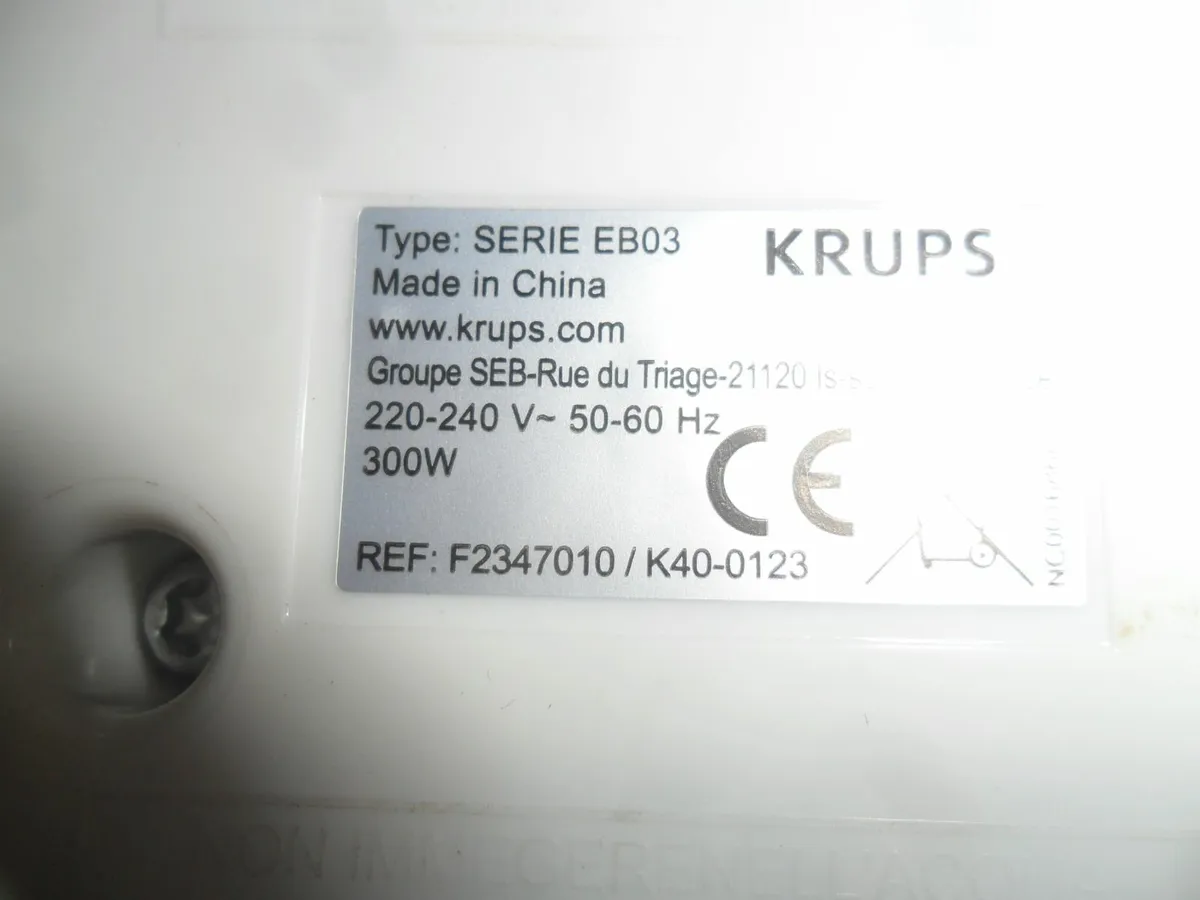 Type: SERIE EB03
KRUPS
Made in China
www.krups.com
Groupe SEB-Rue du Triage-21120 Is-s
220-240 V~ 50-60 Hz
300W
CE
REF: F2347010 / K40-0123